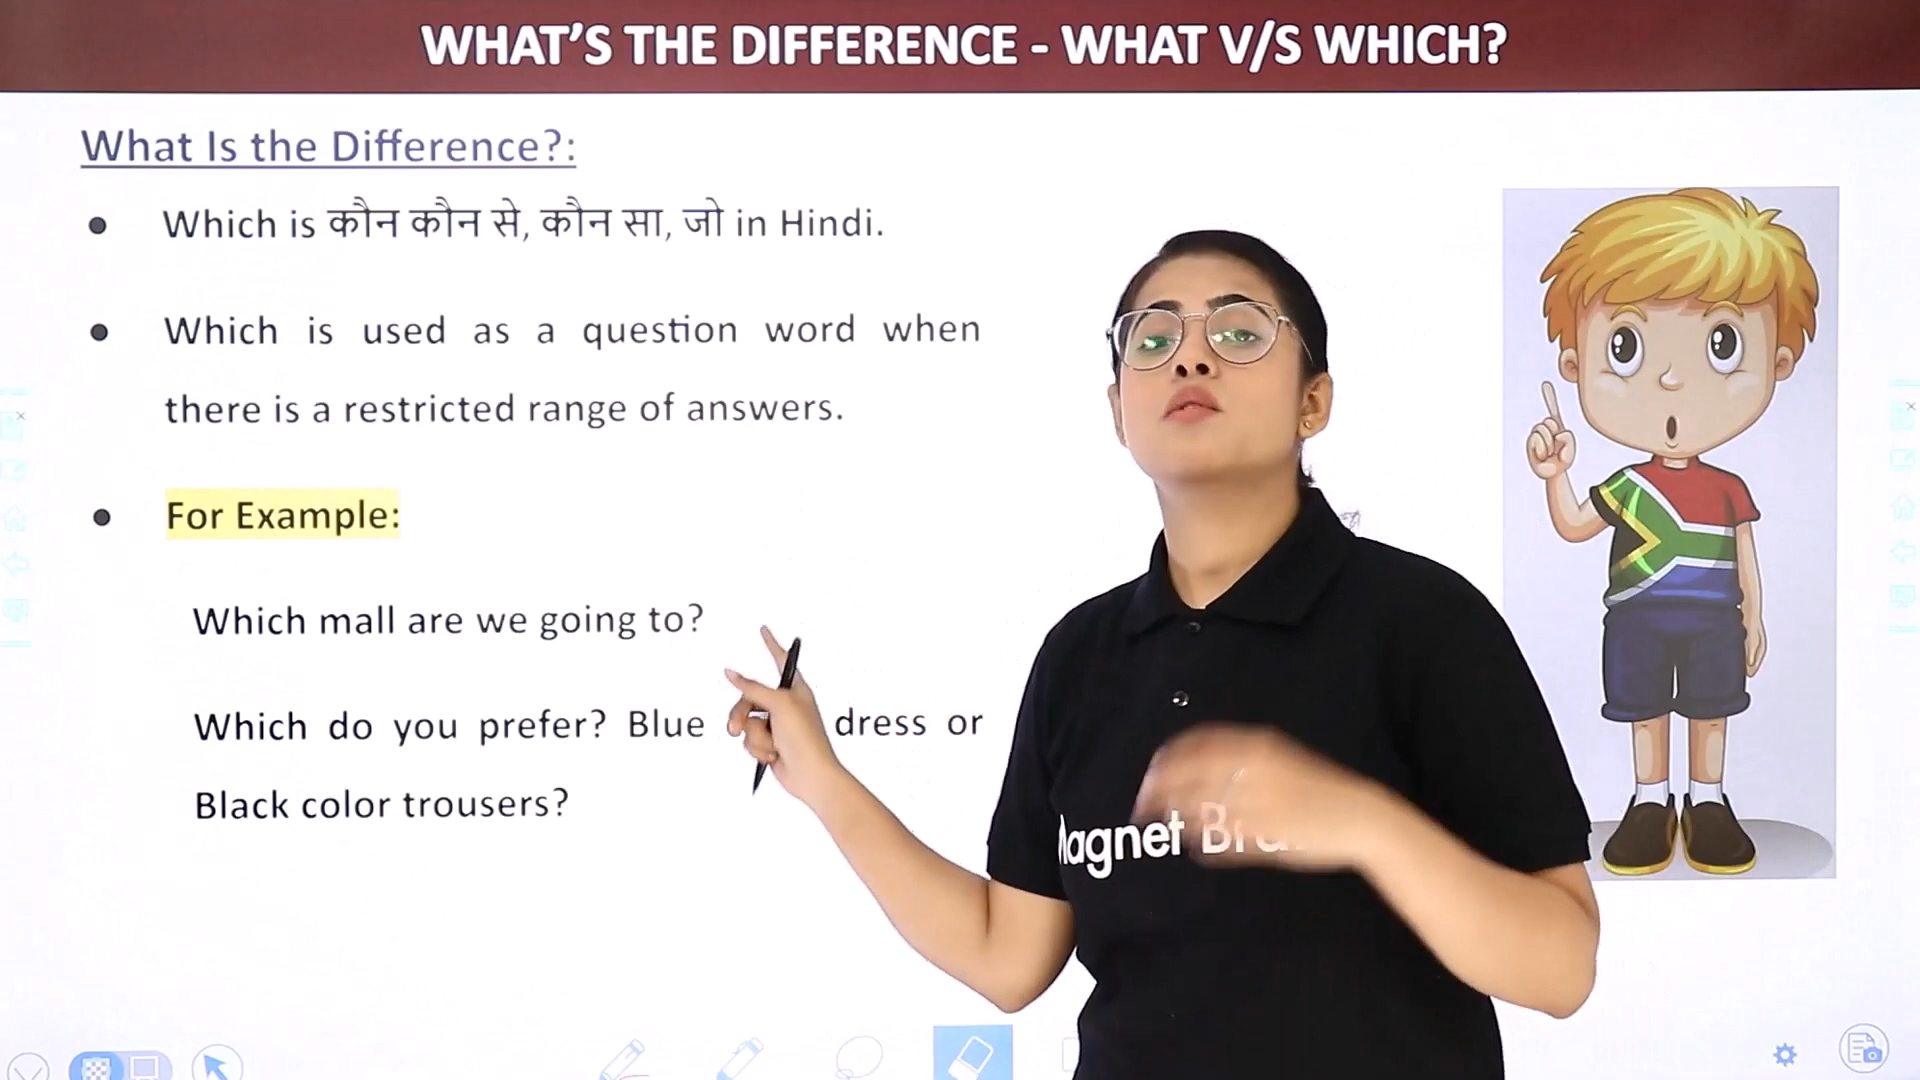 WHAT'S THE DIFFERENCE - WHAT V/S WHICH?
What Is the Difference?:
Which is कौन कौन से, कौन सा, जो in Hindi.
Which is used as a question word when
there is a restricted range of answers.
For Example:
Which mall are we going to?
Which do you prefer? Blue dress or
Black color trousers?
agnet